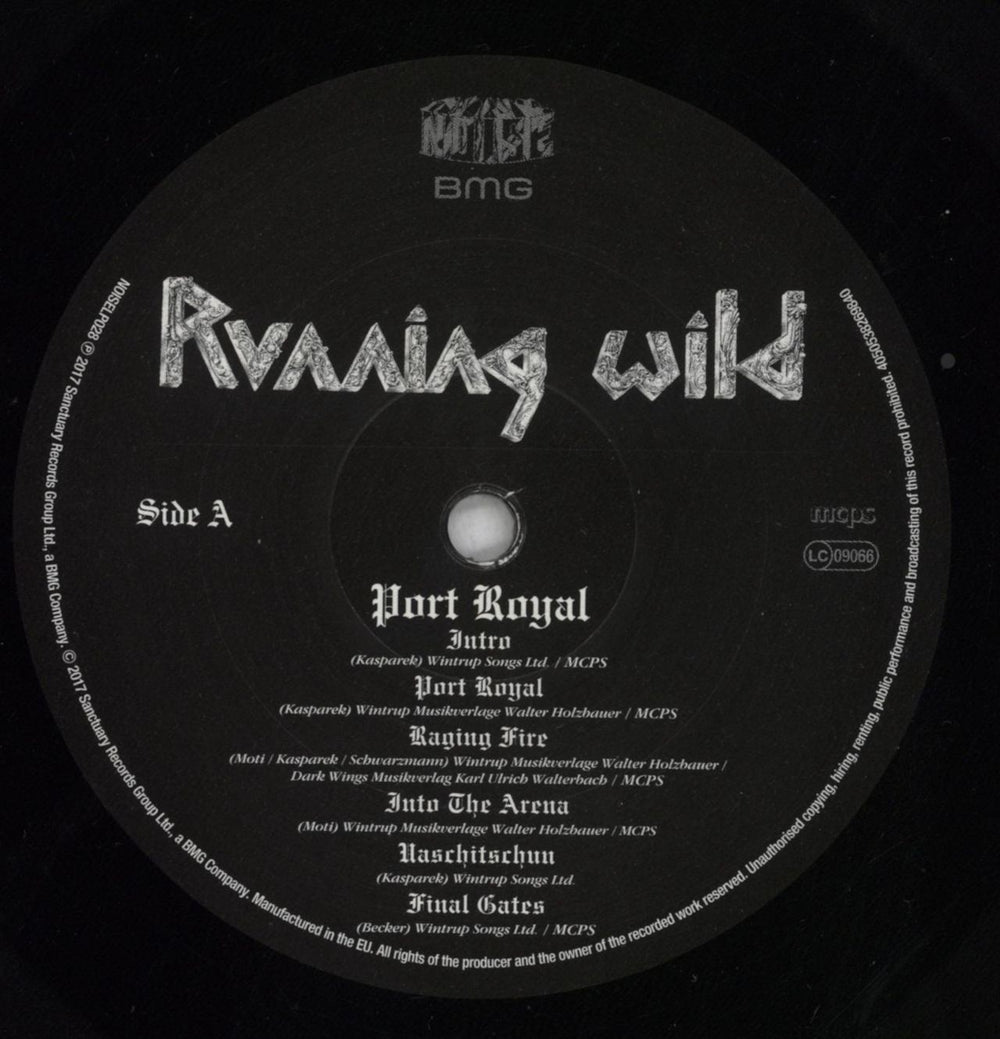 NOISE
BMG
Running Wild
Side A
mcps
LC 09066
Port Royal
Intro
(Kasparek) Wintrup Songs Ltd. / MCPS
Port Royal
(Kasparek) Wintrup Musikverlage Walter Holzbauer / MCPS
Raging Fire
(Moti / Kasparek / Schwarzmann) Wintrup Musikverlage Walter Holzbauer /
Dark Wings Musikverlag Karl Ulrich Walterbach / MCPS
Into The Arena
(Moti) Wintrup Musikverlage Walter Holzbauer / MCPS
Uaschitschun
(Kasparek) Wintrup Songs Ltd.
Final Gates
(Becker) Wintrup Songs Ltd. / MCPS
NOISELP028 ℗ 2017 Sanctuary Records Group Ltd., a BMG Company. © 2017 Sanctuary Records Group Ltd., a BMG Company. Manufactured in the EU. All rights of the producer and the owner of the recorded work reserved. Unauthorised copying, hiring, renting, public performance and broadcasting of this record prohibited. 4050538269840